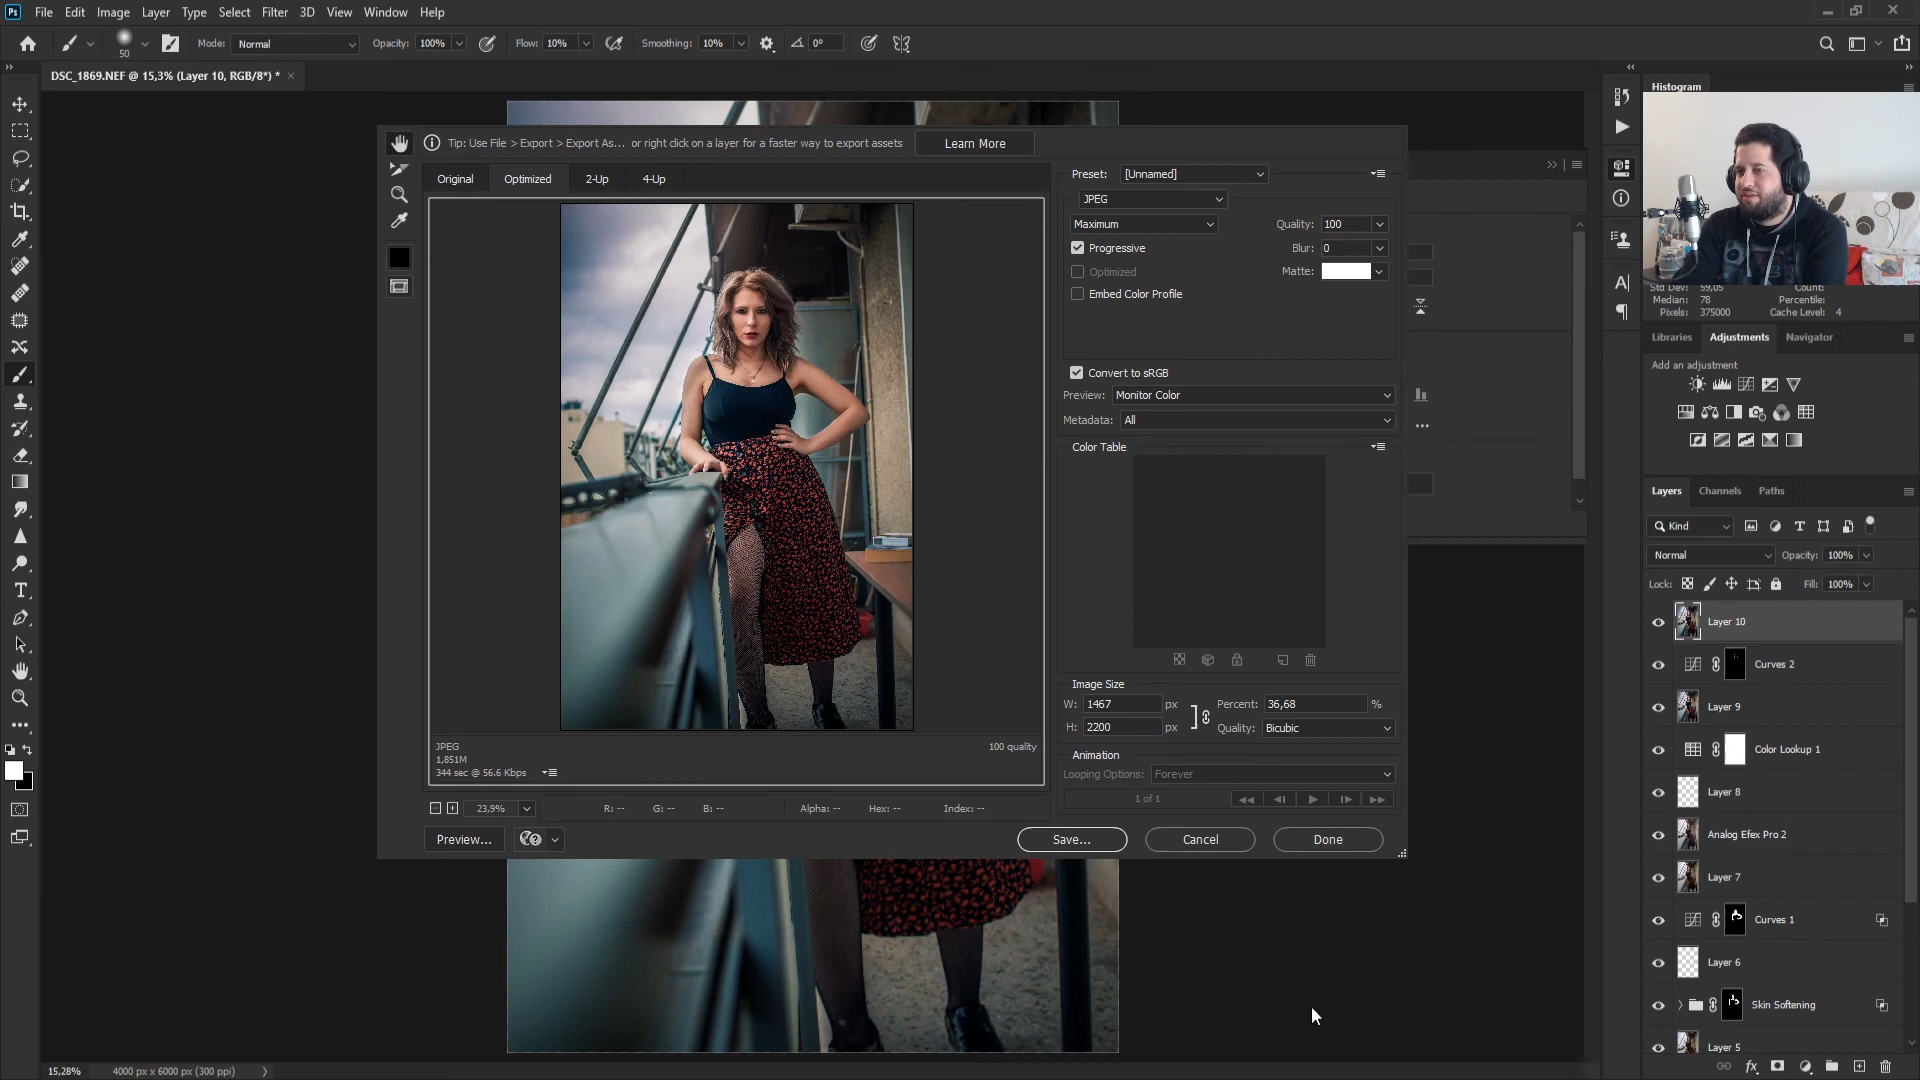 Ps File Edit Image Layer Type Select Filter 3D View Window Help
50 Mode: Normal Opacity: 100% Flow: 10% Smoothing: 10% 0°
DSC_1869.NEF @ 15,3% (Layer 10, RGB/8*) * ×
Histogram
Tip: Use File > Export > Export As... or right click on a layer for a faster way to export assets Learn More
Original Optimized 2-Up 4-Up
Preset: [Unnamed]
JPEG
Maximum Quality: 100
Progressive Blur: 0
Optimized Matte:
Embed Color Profile
Convert to sRGB
Preview: Monitor Color
Metadata: All
Color Table
Image Size
W: 1467 px Percent: 36,68 %
H: 2200 px Quality: Bicubic
Animation
Looping Options: Forever
1 of 1
JPEG 100 quality
1,851M
344 sec @ 56.6 Kbps
23,9% R: -- G: -- B: -- Alpha: -- Hex: -- Index: --
Preview... Save... Cancel Done
Std Dev: 59,05 Count:
Median: 78 Percentile:
Pixels: 375000 Cache Level: 4
Libraries Adjustments Navigator
Add an adjustment
Layers Channels Paths
Kind
Normal Opacity: 100%
Lock: Fill: 100%
Layer 10
Curves 2
Layer 9
Color Lookup 1
Layer 8
Analog Efex Pro 2
Layer 7
Curves 1
Layer 6
Skin Softening
Layer 5
15,28% 4000 px x 6000 px (300 ppi)